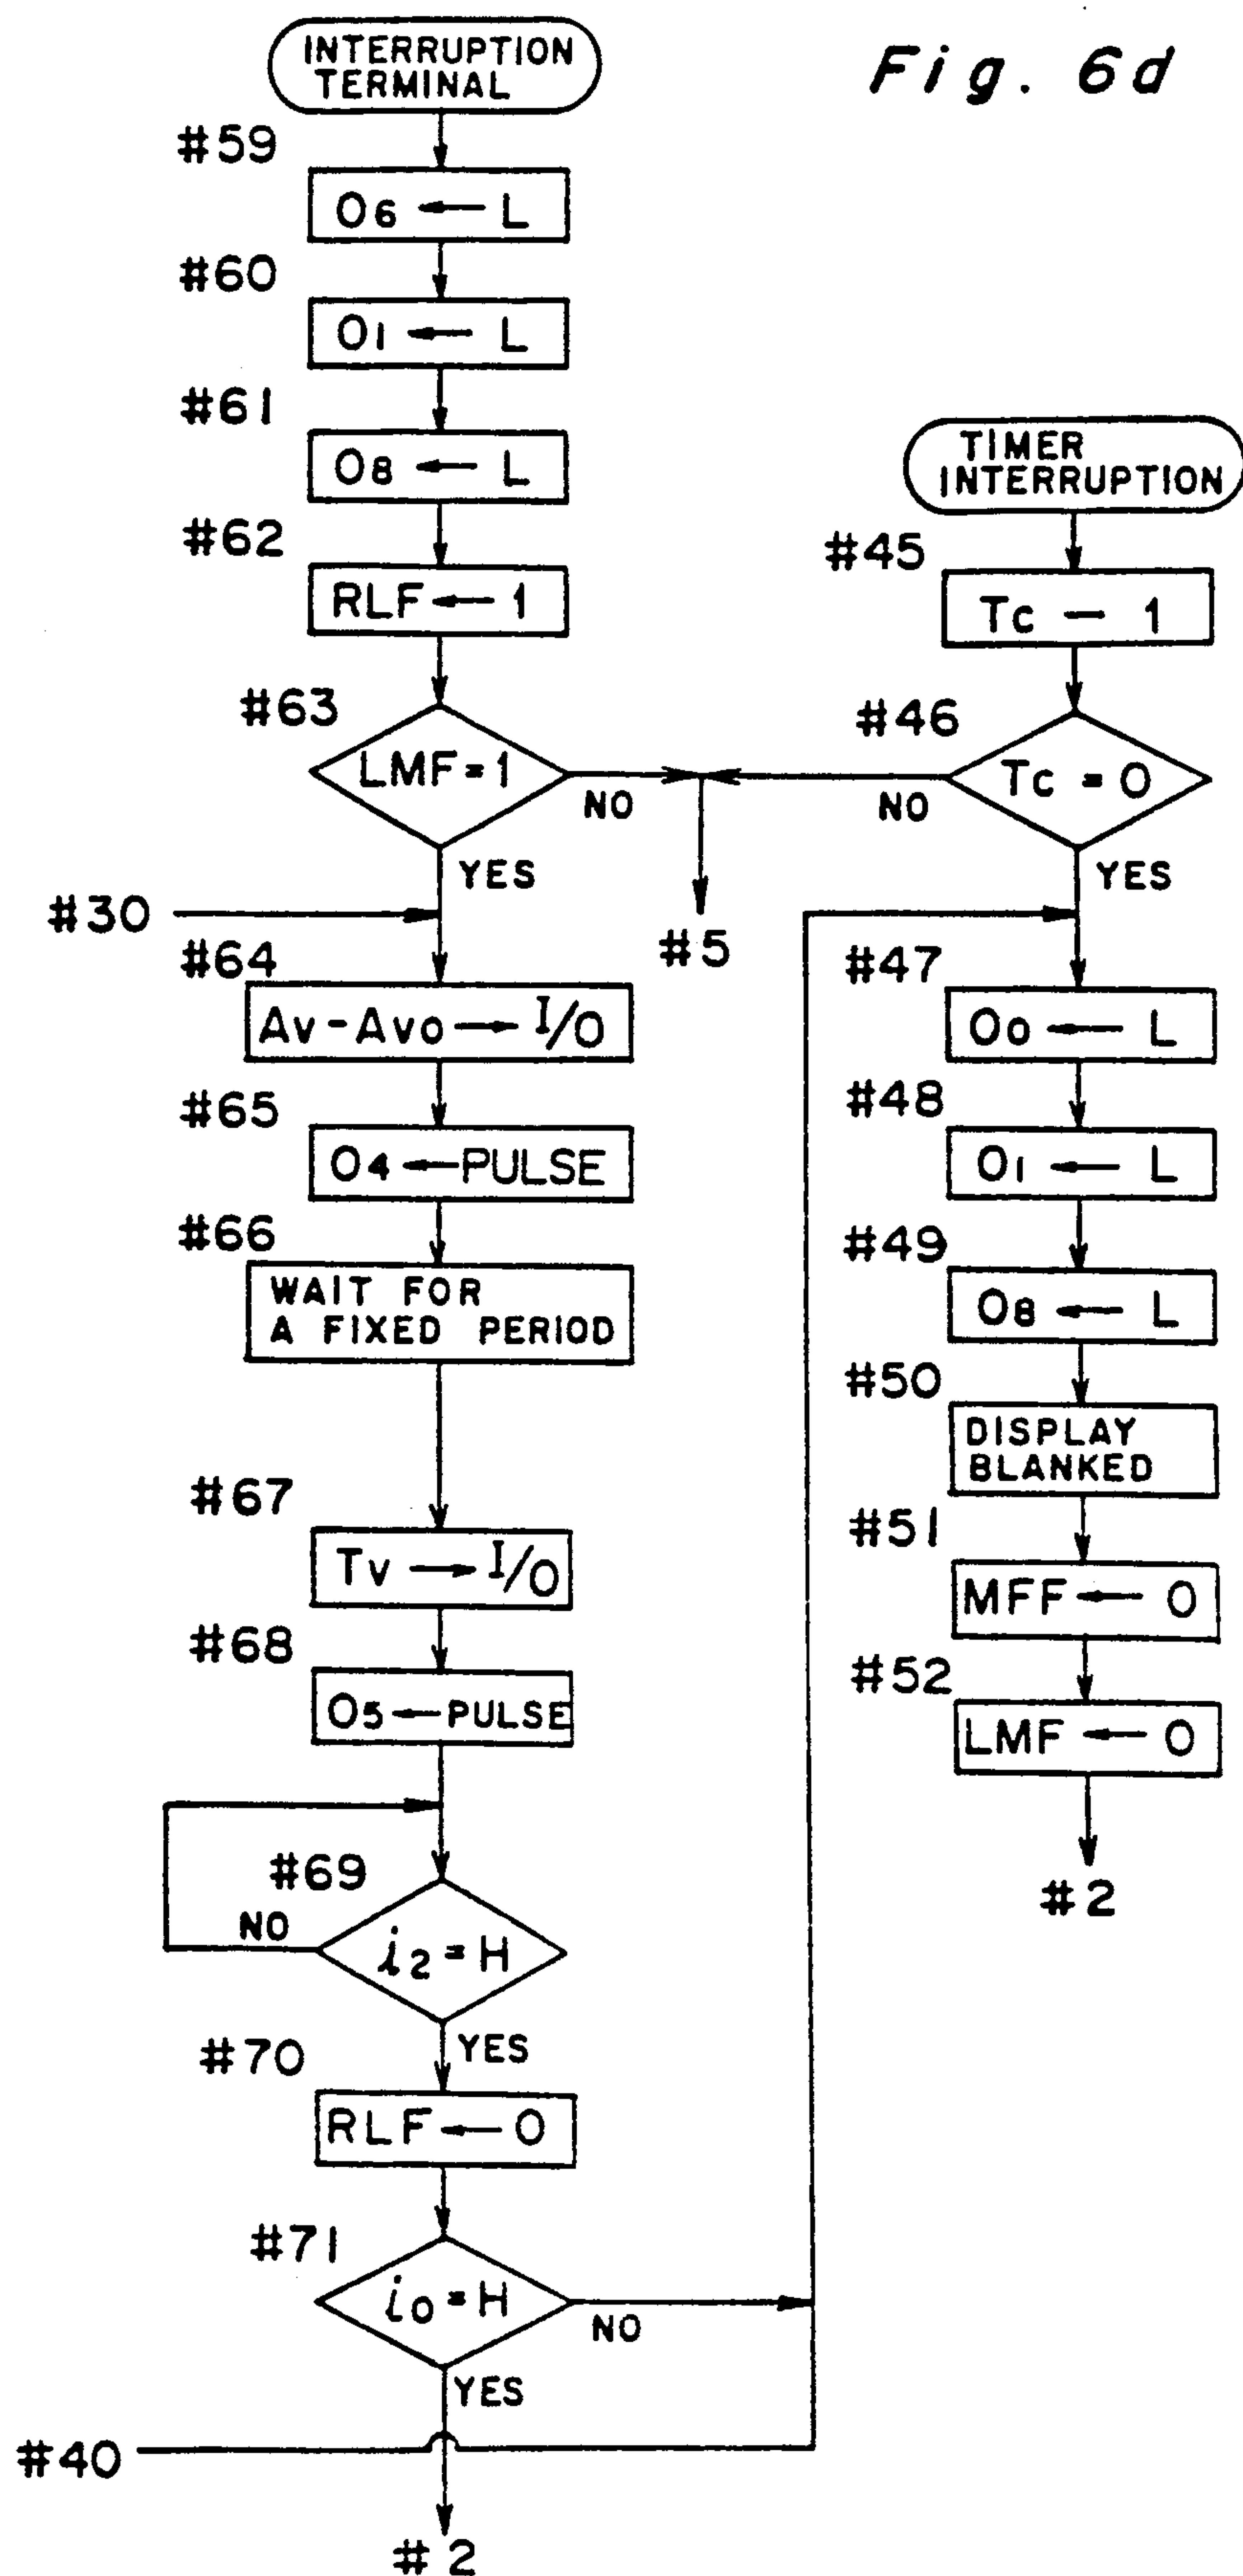 Fig. 6d
INTERRUPTION
TERMINAL
#59
O6 ← L
#60
O1 ← L
#61
O8 ← L
#62
RLF ← 1
#63
LMF = 1
NO
YES
#30
#64
Av - Avo → I/O
#65
O4 ← PULSE
#66
WAIT FOR
A FIXED PERIOD
#67
Tv → I/O
#68
O5 ← PULSE
#69
NO
i2 = H
YES
#70
RLF ← 0
#71
i0 = H
NO
YES
#40
#2
TIMER
INTERRUPTION
#45
Tc - 1
#46
Tc = 0
NO
YES
#5
#47
O0 ← L
#48
O1 ← L
#49
O8 ← L
#50
DISPLAY
BLANKED
#51
MFF ← 0
#52
LMF ← 0
#2